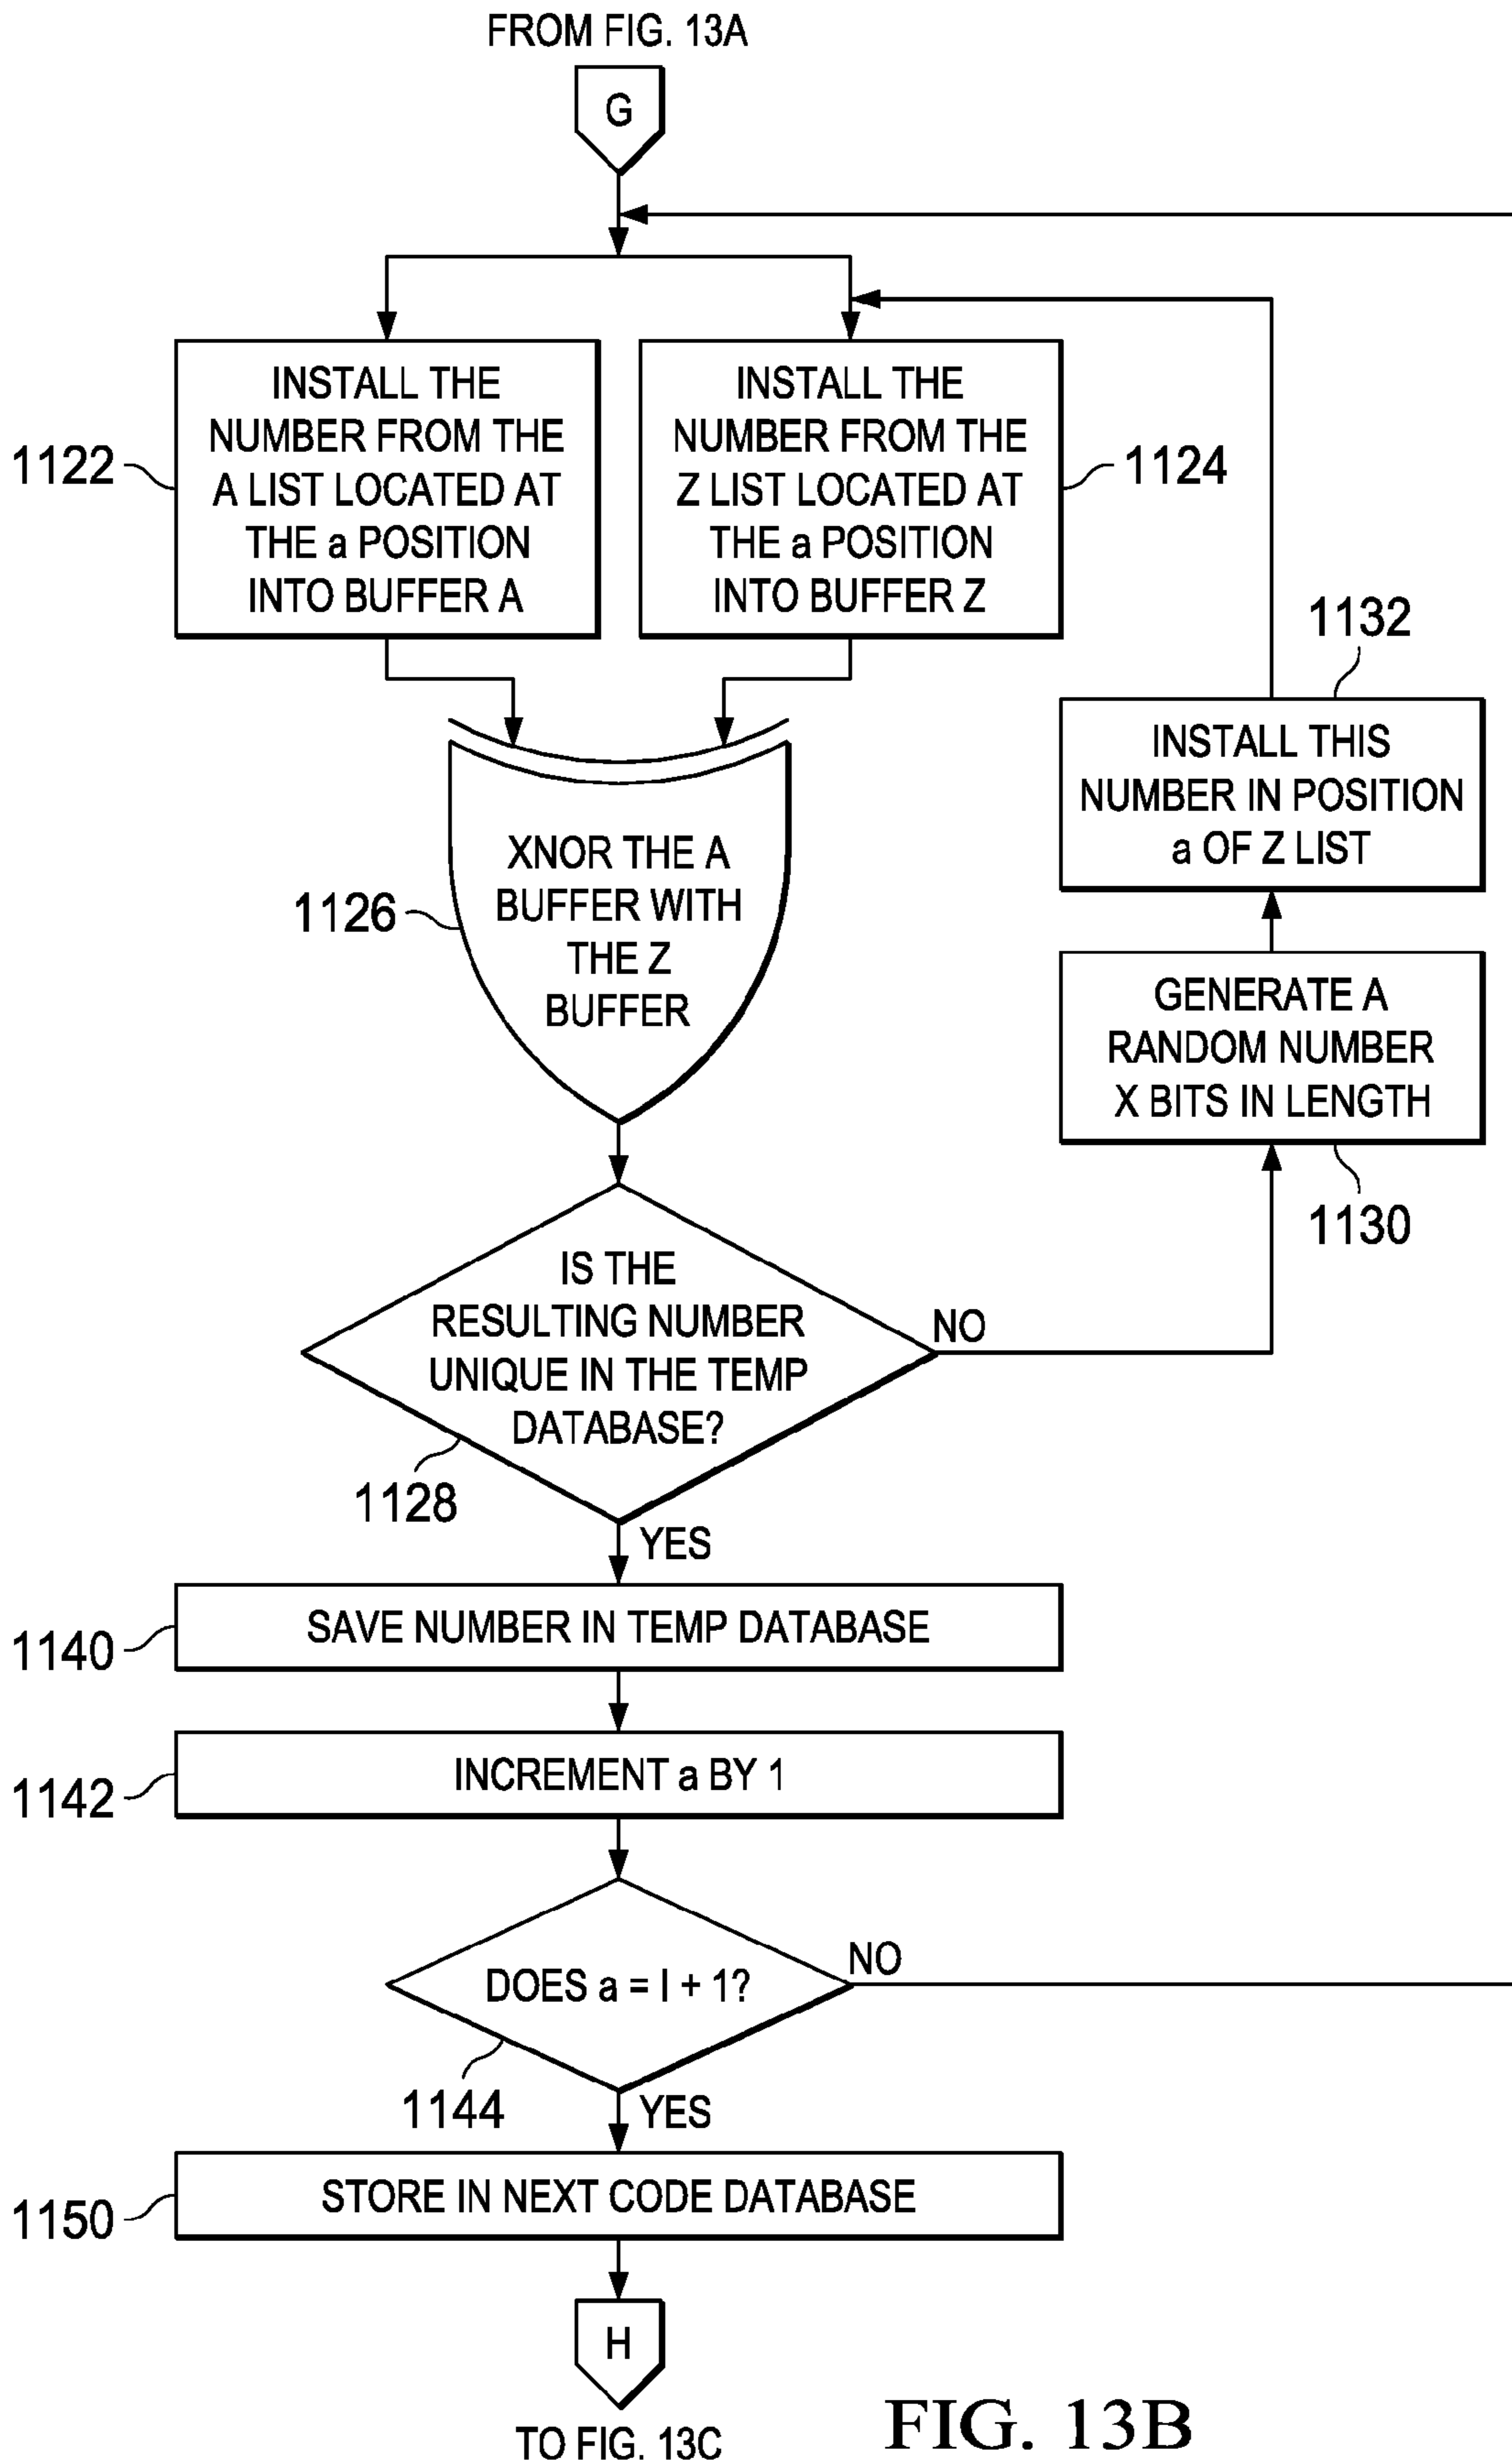 FROM FIG. 13A
G
INSTALL THE
NUMBER FROM THE
A LIST LOCATED AT
THE a POSITION
INTO BUFFER A
1122
INSTALL THE
NUMBER FROM THE
Z LIST LOCATED AT
THE a POSITION
INTO BUFFER Z
1124
1132
INSTALL THIS
NUMBER IN POSITION
a OF Z LIST
XNOR THE A
BUFFER WITH
THE Z
BUFFER
1126
GENERATE A
RANDOM NUMBER
X BITS IN LENGTH
1130
IS THE
RESULTING NUMBER
UNIQUE IN THE TEMP
DATABASE?
NO
1128
YES
SAVE NUMBER IN TEMP DATABASE
1140
INCREMENT a BY 1
1142
DOES a = I + 1?
NO
1144
YES
STORE IN NEXT CODE DATABASE
1150
H
TO FIG. 13C
FIG. 13B